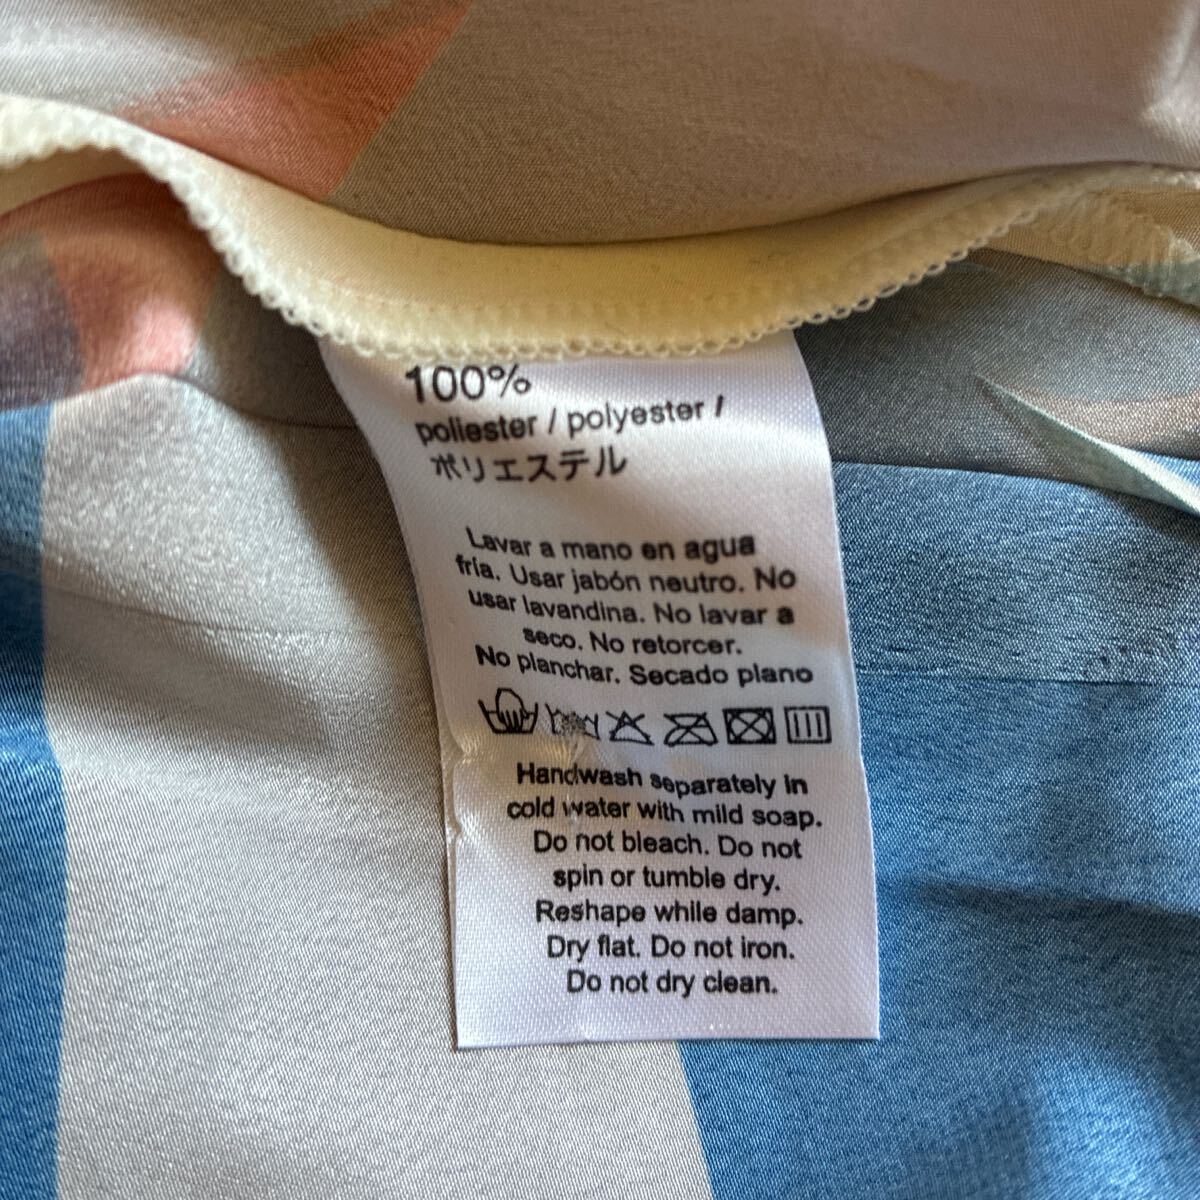 100%
poliester / polyester /
ポリエステル
Lavar a mano en agua
fría. Usar jabón neutro. No
usar lavandina. No lavar a
seco. No retorcer.
No planchar. Secado plano
Handwash separately in
cold water with mild soap.
Do not bleach. Do not
spin or tumble dry.
Reshape while damp.
Dry flat. Do not iron.
Do not dry clean.